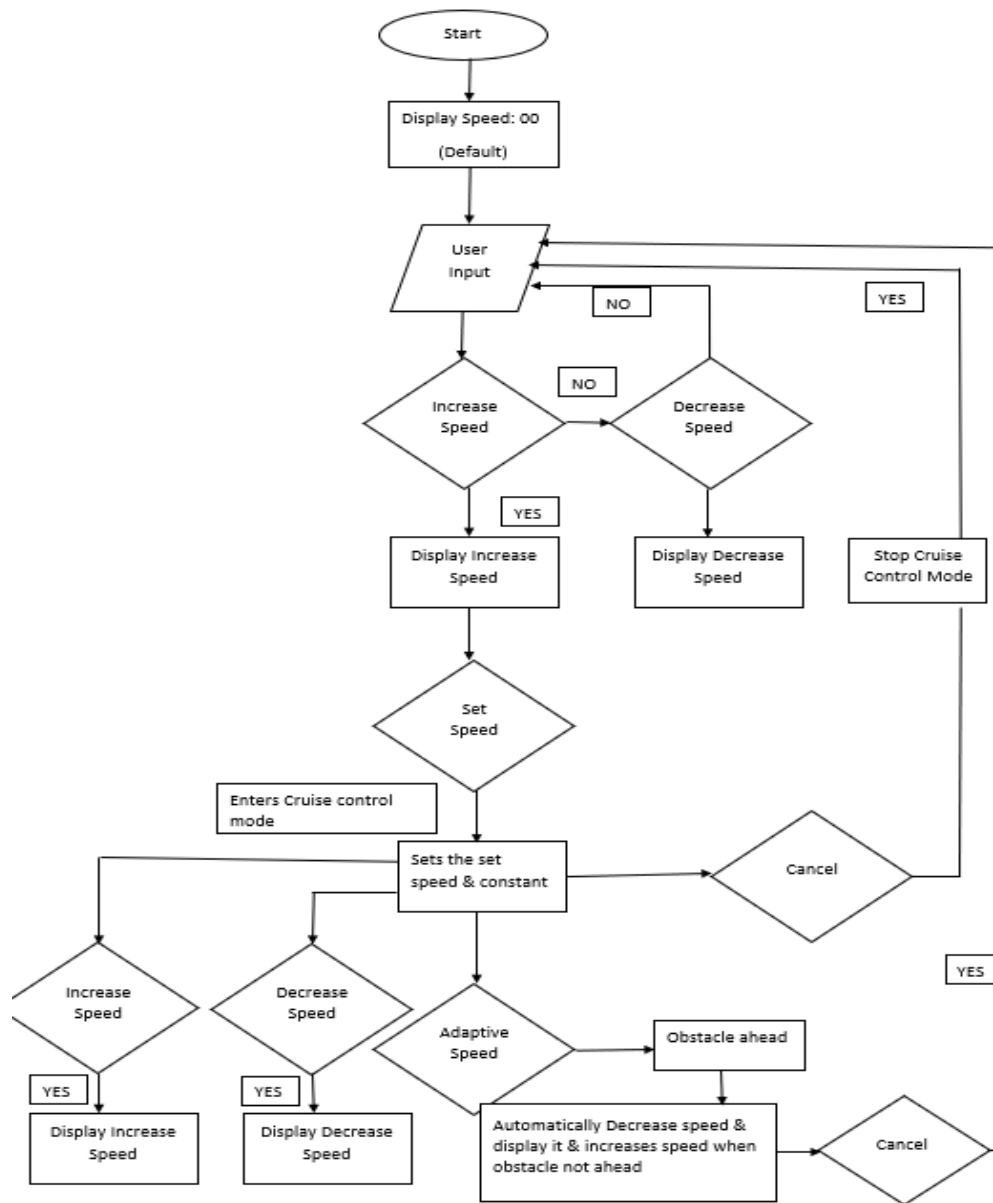 Start
Display Speed: 00
(Default)
User
Input
YES
NO
NO
Increase
Speed
Decrease
Speed
YES
Display Increase
Speed
Display Decrease
Speed
Stop Cruise
Control Mode
Set
Speed
Enters Cruise control
mode
Sets the set
speed & constant
Cancel
YES
Increase
Speed
Decrease
Speed
Adaptive
Speed
Obstacle ahead
YES
YES
Display Increase
Speed
Display Decrease
Speed
Automatically Decrease speed &
display it & increases speed when
obstacle not ahead
Cancel